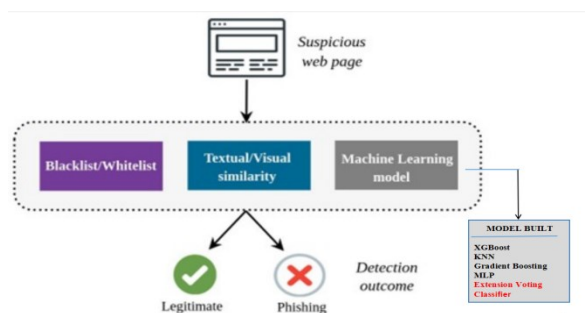 Suspicious
web page
Blacklist/Whitelist
Textual/Visual
similarity
Machine Learning
model
MODEL BUILT
XGBoost
KNN
Gradient Boosting
MLP
Extension Voting
Classifier
Detection
outcome
Legitimate
Phishing